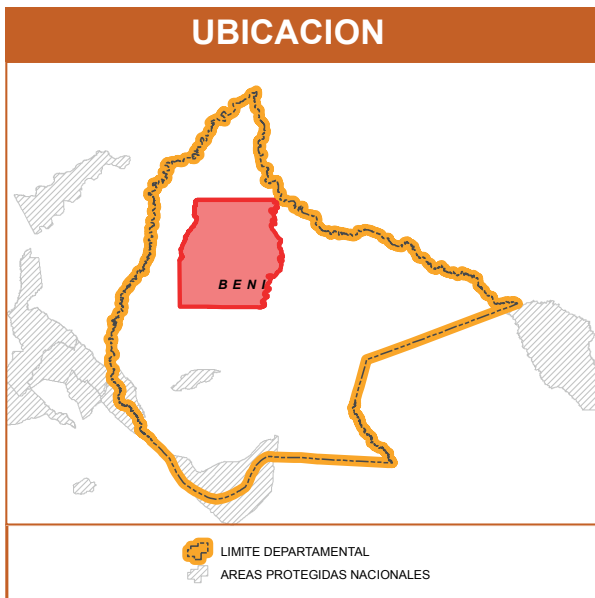 UBICACION
BENI
LIMITE DEPARTAMENTAL
AREAS PROTEGIDAS NACIONALES